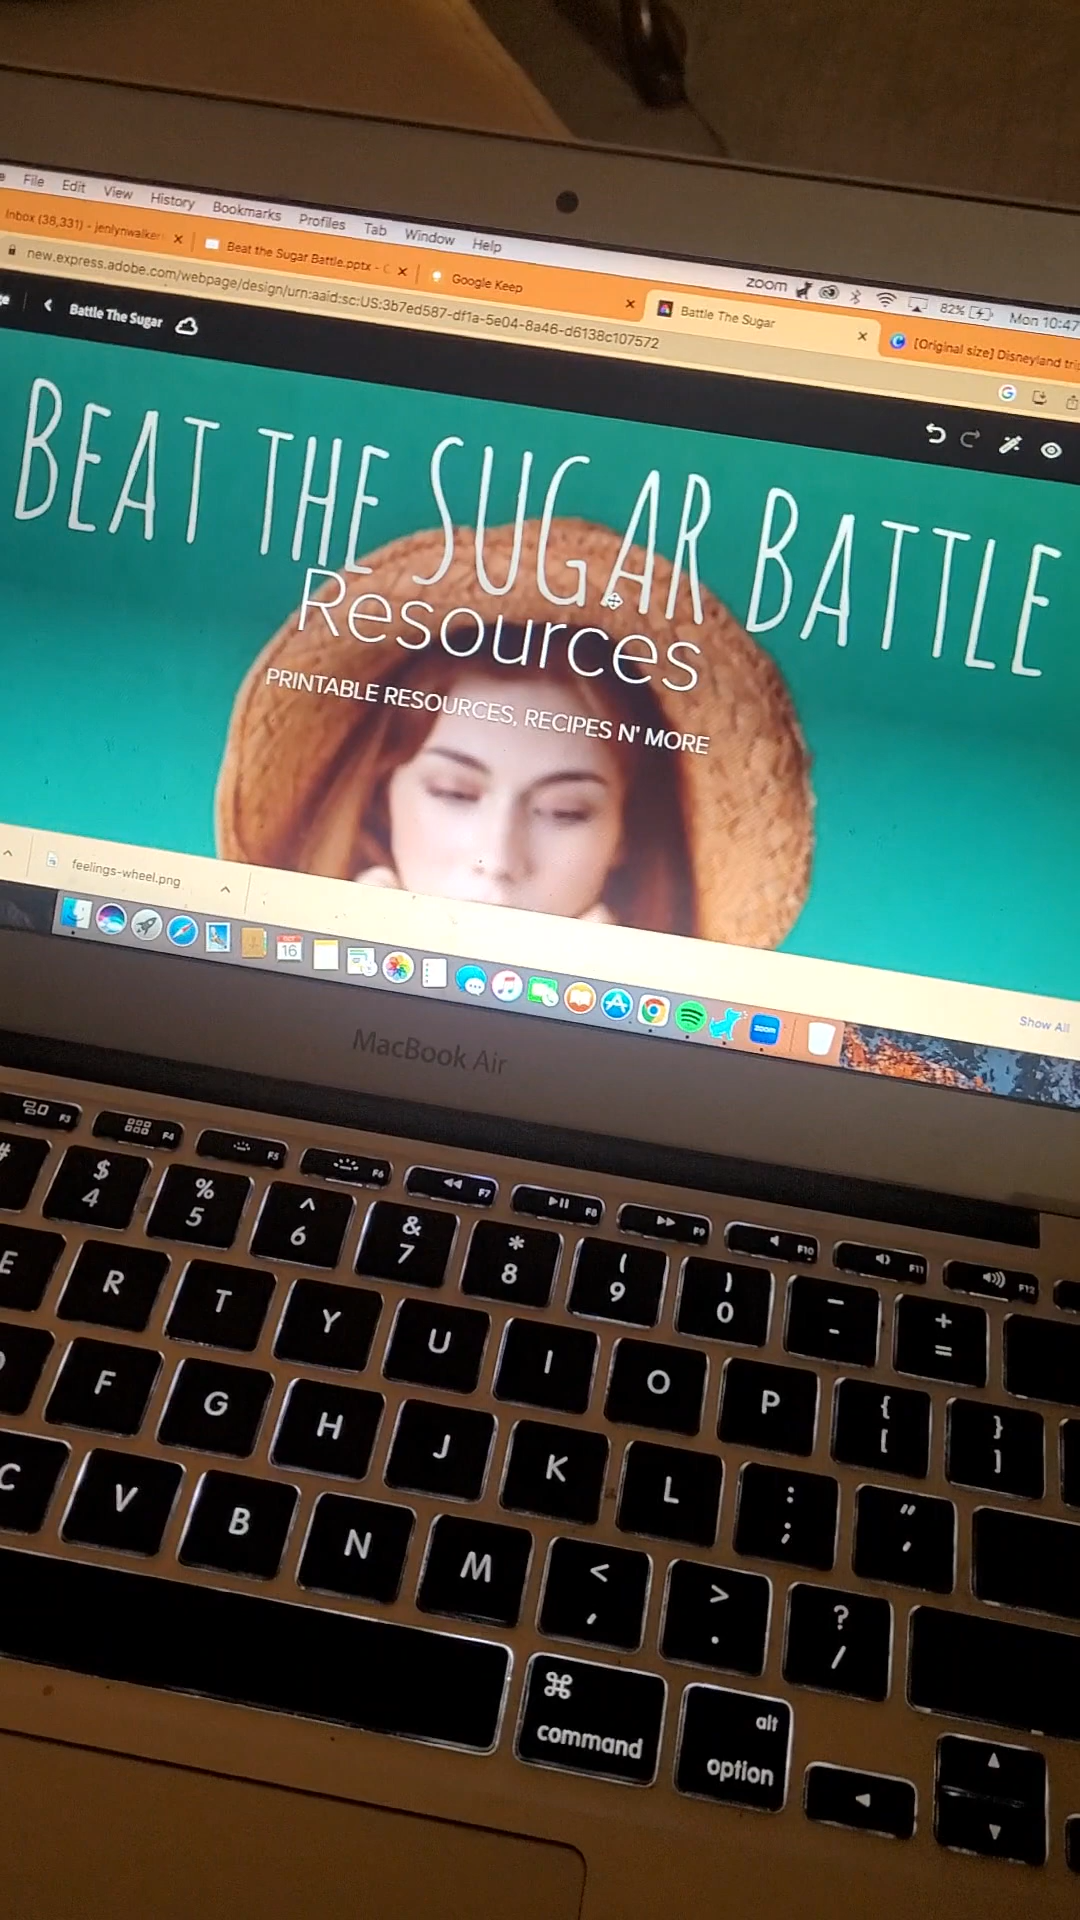 File Edit View History Bookmarks Profiles Tab Window Help
zoom 82% Mon 10:47
Inbox (38,331) - jenlynwalker
Beat the Sugar Battle.pptx -
Google Keep
Battle The Sugar
[Original size] Disneyland trip
new.express.adobe.com/webpage/design/urn:aaid:sc:US:3b7ed587-df1a-5e04-8a46-d6138c107572
Battle The Sugar
BEAT THE SUGAR BATTLE
Resources
PRINTABLE RESOURCES, RECIPES N' MORE
feelings-wheel.png
Show All
OCT
16
zoom
MacBook Air
F3 F4 F5 F6 F7 F8 F9 F10 F11 F12
# $ % ^ & * ( ) _ +
4 5 6 7 8 9 0 - =
E R T Y U I O P { }
[ ]
F G H J K L : "
; '
C V B N M < > ?
, . /
⌘ alt
command option